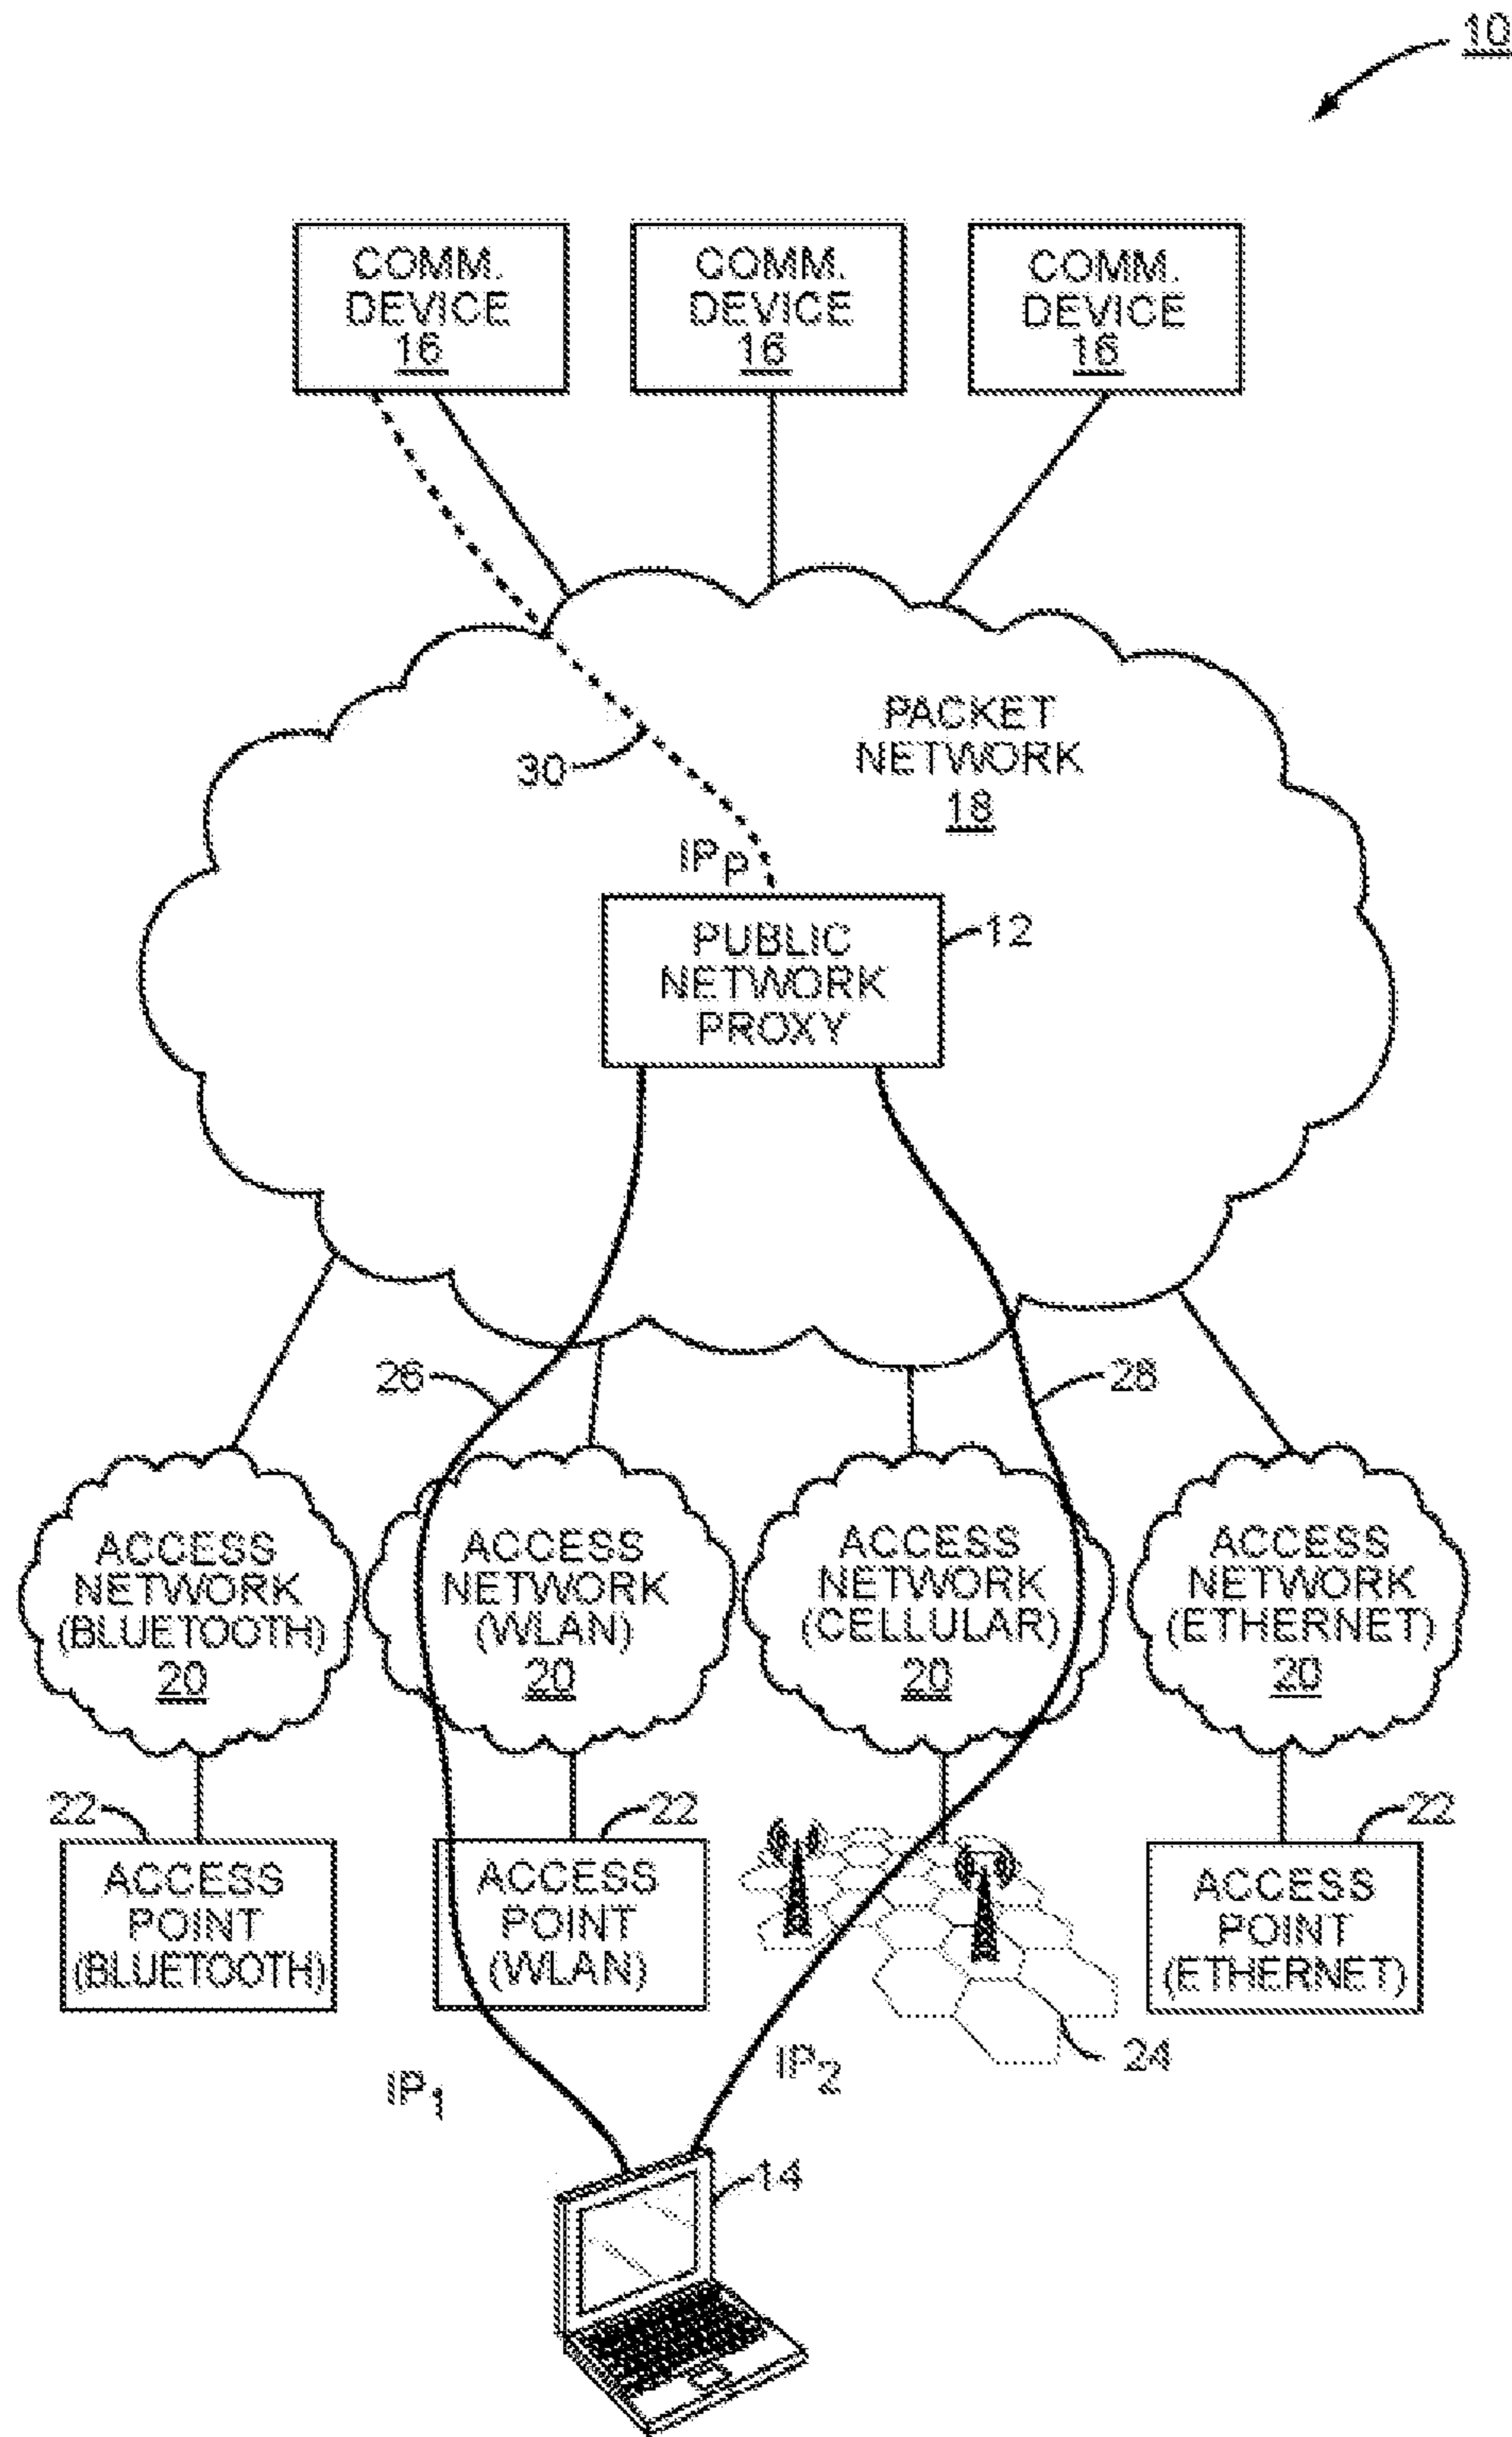 10
COMM.
DEVICE
16
COMM.
DEVICE
16
COMM.
DEVICE
16
PACKET
NETWORK
18
30
IPP
PUBLIC
NETWORK
PROXY
12
26
28
ACCESS
NETWORK
(BLUETOOTH)
20
ACCESS
NETWORK
(WLAN)
20
ACCESS
NETWORK
(CELLULAR)
20
ACCESS
NETWORK
(ETHERNET)
20
22
ACCESS
POINT
(BLUETOOTH)
22
ACCESS
POINT
(WLAN)
22
ACCESS
POINT
(ETHERNET)
24
IP1
IP2
14